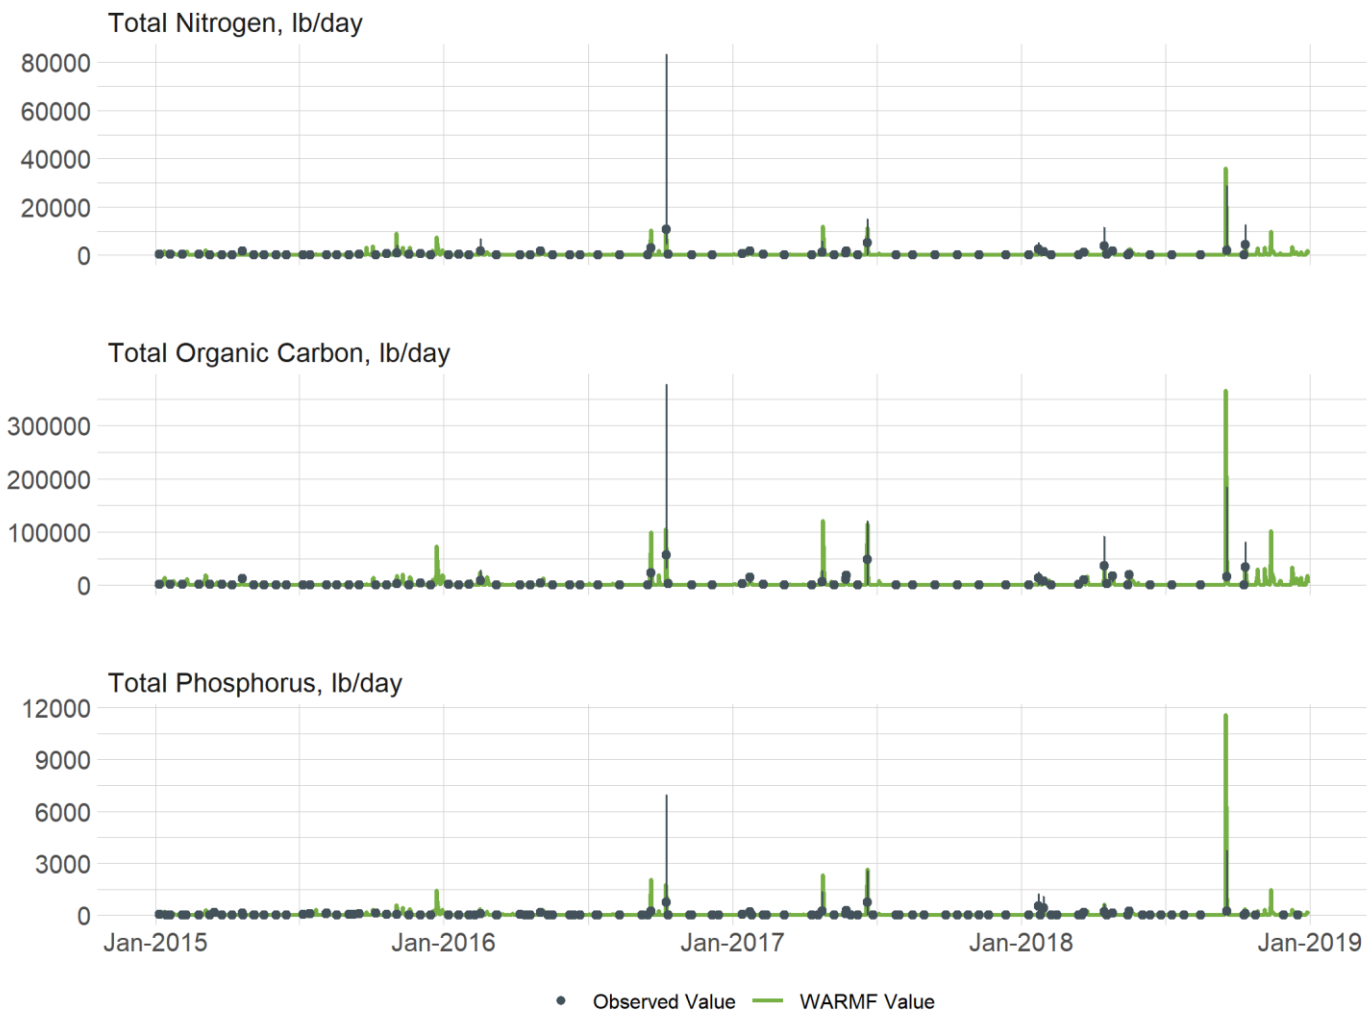 Total Nitrogen, lb/day
80000
60000
40000
20000
0
Total Organic Carbon, lb/day
300000
200000
100000
0
Total Phosphorus, lb/day
12000
9000
6000
3000
0
Jan-2015 Jan-2016 Jan-2017 Jan-2018 Jan-2019
Observed Value WARMF Value